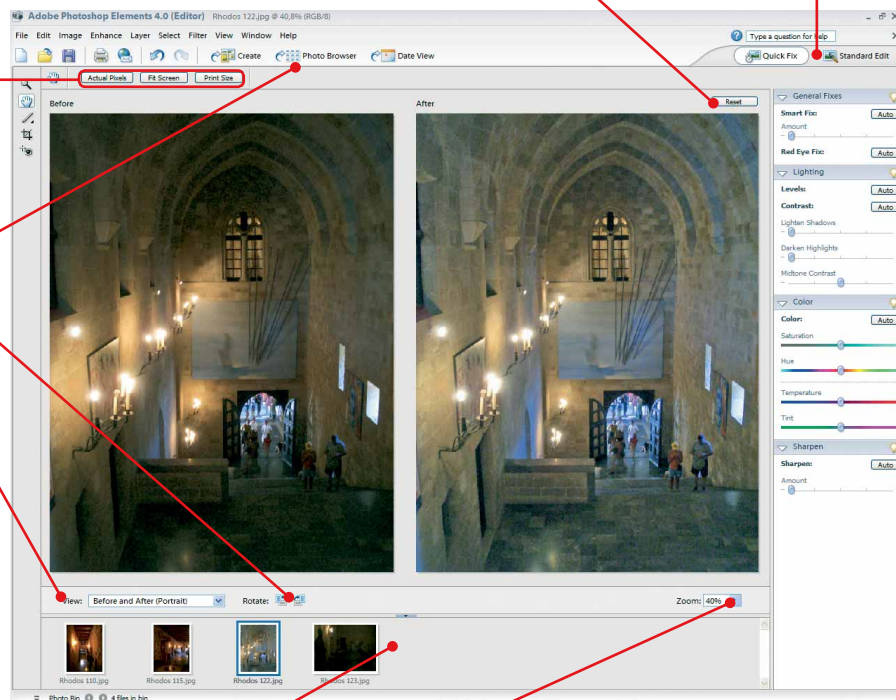 Adobe Photoshop Elements 4.0 (Editor) Rhodos 122.jpg @ 40,8% (RGB/8)
File Edit Image Enhance Layer Select Filter View Window Help
Type a question for help
Create Photo Browser Date View
Quick Fix Standard Edit
Actual Pixels Fit Screen Print Size
Before
After
Reset
General Fixes
Smart Fix: Auto
Amount
Red Eye Fix: Auto
Lighting
Levels: Auto
Contrast: Auto
Lighten Shadows
Darken Highlights
Midtone Contrast
Color
Color: Auto
Saturation
Hue
Temperature
Tint
Sharpen
Sharpen: Auto
Amount
View: Before and After (Portrait) Rotate: Zoom: 40%
Rhodos 110.jpg Rhodos 115.jpg Rhodos 122.jpg Rhodos 123.jpg
Photo Bin 4 files in bin